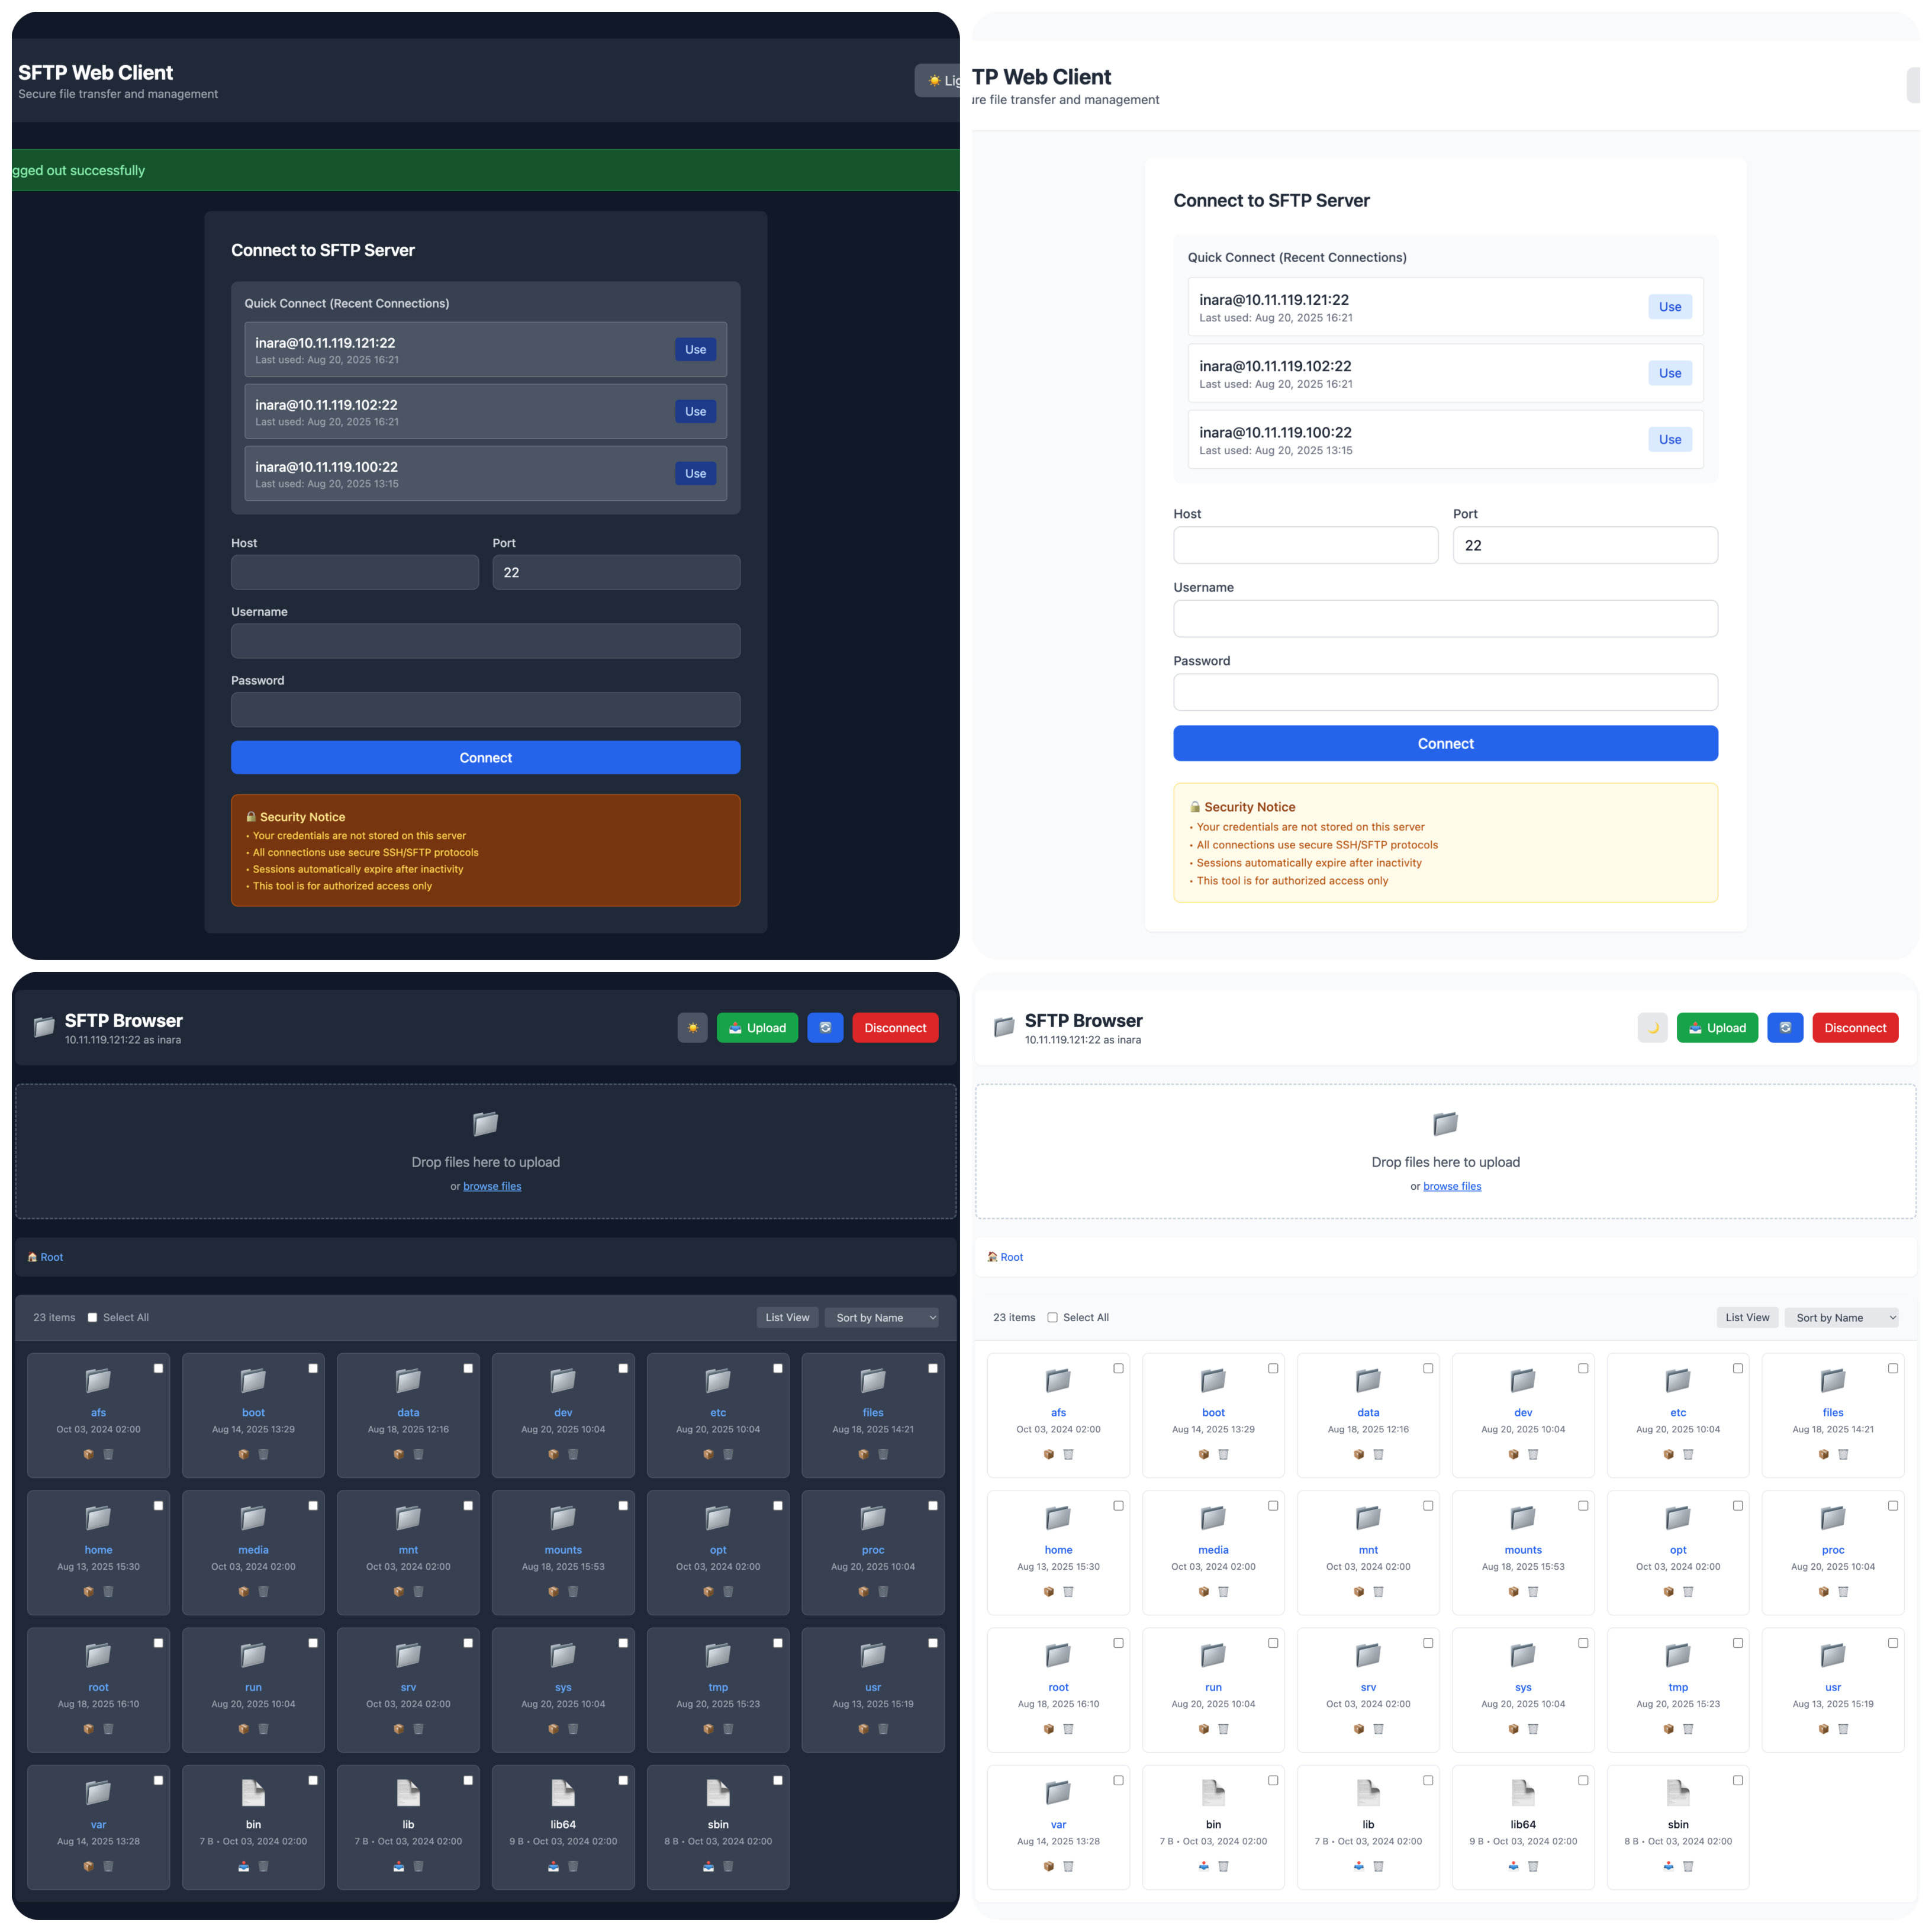 SFTP Web Client
Secure file transfer and management
☀️ Lig
gged out successfully
Connect to SFTP Server
Quick Connect (Recent Connections)
inara@10.11.119.121:22
Last used: Aug 20, 2025 16:21
Use
inara@10.11.119.102:22
Last used: Aug 20, 2025 16:21
Use
inara@10.11.119.100:22
Last used: Aug 20, 2025 13:15
Use
Host Port
22
Username
Password
Connect
🔒 Security Notice
• Your credentials are not stored on this server
• All connections use secure SSH/SFTP protocols
• Sessions automatically expire after inactivity
• This tool is for authorized access only
TP Web Client
ure file transfer and management
Connect to SFTP Server
Quick Connect (Recent Connections)
inara@10.11.119.121:22
Last used: Aug 20, 2025 16:21
Use
inara@10.11.119.102:22
Last used: Aug 20, 2025 16:21
Use
inara@10.11.119.100:22
Last used: Aug 20, 2025 13:15
Use
Host Port
22
Username
Password
Connect
🔒 Security Notice
• Your credentials are not stored on this server
• All connections use secure SSH/SFTP protocols
• Sessions automatically expire after inactivity
• This tool is for authorized access only
SFTP Browser
10.11.119.121:22 as inara
Upload Disconnect
Drop files here to upload
or browse files
Root
23 items Select All List View Sort by Name
afs boot data dev etc files
Oct 03, 2024 02:00 Aug 14, 2025 13:29 Aug 18, 2025 12:16 Aug 20, 2025 10:04 Aug 20, 2025 10:04 Aug 18, 2025 14:21
home media mnt mounts opt proc
Aug 13, 2025 15:30 Oct 03, 2024 02:00 Oct 03, 2024 02:00 Aug 18, 2025 15:53 Oct 03, 2024 02:00 Aug 20, 2025 10:04
root run srv sys tmp usr
Aug 18, 2025 16:10 Aug 20, 2025 10:04 Oct 03, 2024 02:00 Aug 20, 2025 10:04 Aug 20, 2025 15:23 Aug 13, 2025 15:19
var bin lib lib64 sbin
Aug 14, 2025 13:28 7 B • Oct 03, 2024 02:00 7 B • Oct 03, 2024 02:00 9 B • Oct 03, 2024 02:00 8 B • Oct 03, 2024 02:00
SFTP Browser
10.11.119.121:22 as inara
Upload Disconnect
Drop files here to upload
or browse files
Root
23 items Select All List View Sort by Name
afs boot data dev etc files
Oct 03, 2024 02:00 Aug 14, 2025 13:29 Aug 18, 2025 12:16 Aug 20, 2025 10:04 Aug 20, 2025 10:04 Aug 18, 2025 14:21
home media mnt mounts opt proc
Aug 13, 2025 15:30 Oct 03, 2024 02:00 Oct 03, 2024 02:00 Aug 18, 2025 15:53 Oct 03, 2024 02:00 Aug 20, 2025 10:04
root run srv sys tmp usr
Aug 18, 2025 16:10 Aug 20, 2025 10:04 Oct 03, 2024 02:00 Aug 20, 2025 10:04 Aug 20, 2025 15:23 Aug 13, 2025 15:19
var bin lib lib64 sbin
Aug 14, 2025 13:28 7 B • Oct 03, 2024 02:00 7 B • Oct 03, 2024 02:00 9 B • Oct 03, 2024 02:00 8 B • Oct 03, 2024 02:00